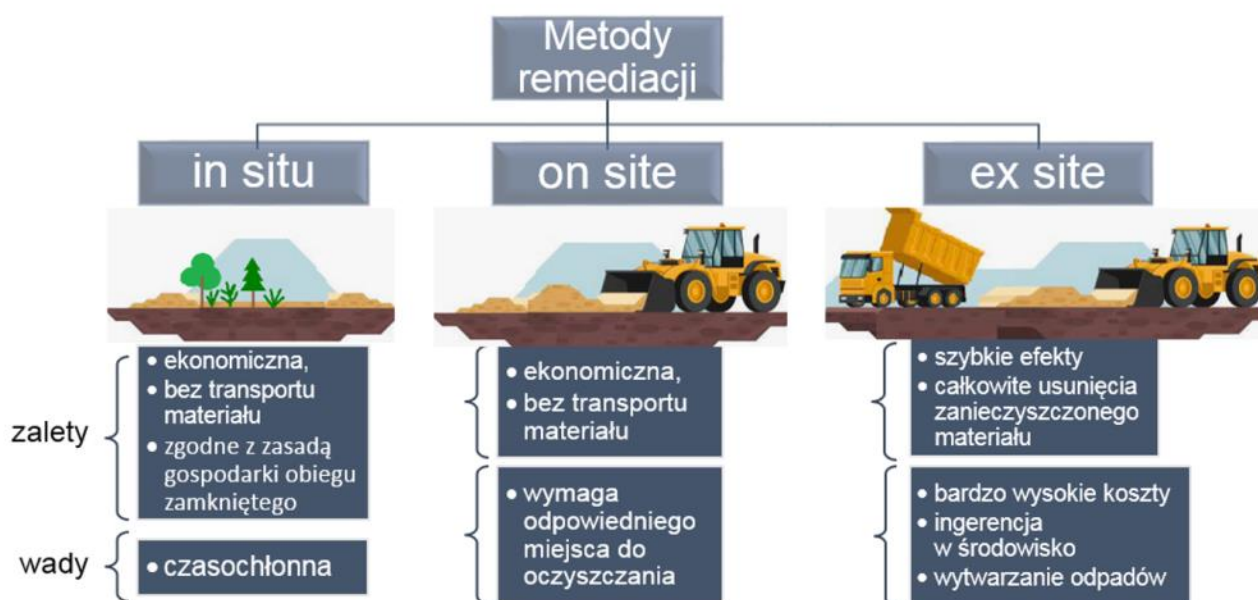 Metody
remediacji
in situ
on site
ex site
zalety
• ekonomiczna,
• bez transportu
materiału
• zgodne z zasadą
gospodarki obiegu
zamkniętego
wady
• czasochłonna
• ekonomiczna,
• bez transportu
materiału
• wymaga
odpowiedniego
miejsca do
oczyszczania
• szybkie efekty
• całkowite usunięcia
zanieczyszczonego
materiału
• bardzo wysokie koszty
• ingerencja
w środowisko
• wytwarzanie odpadów